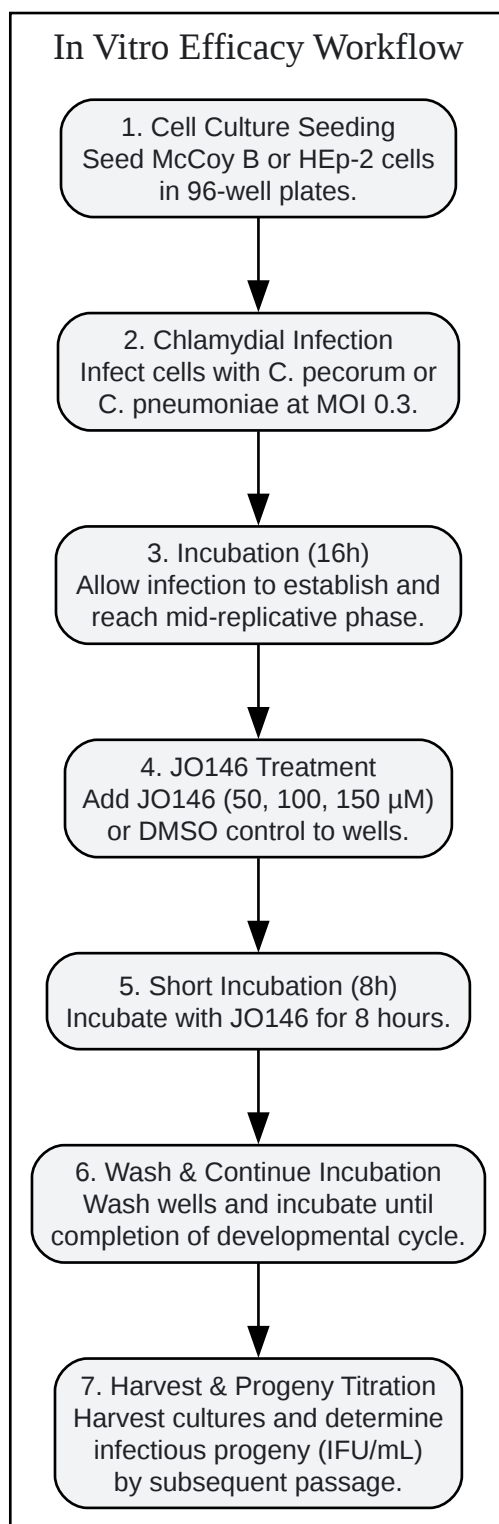 In Vitro Efficacy Workflow
1. Cell Culture Seeding
Seed McCoy B or HEp-2 cells
in 96-well plates.
2. Chlamydial Infection
Infect cells with C. pecorum or
C. pneumoniae at MOI 0.3.
3. Incubation (16h)
Allow infection to establish and
reach mid-replicative phase.
4. JO146 Treatment
Add JO146 (50, 100, 150 µM)
or DMSO control to wells.
5. Short Incubation (8h)
Incubate with JO146 for 8 hours.
6. Wash & Continue Incubation
Wash wells and incubate until
completion of developmental cycle.
7. Harvest & Progeny Titration
Harvest cultures and determine
infectious progeny (IFU/mL)
by subsequent passage.